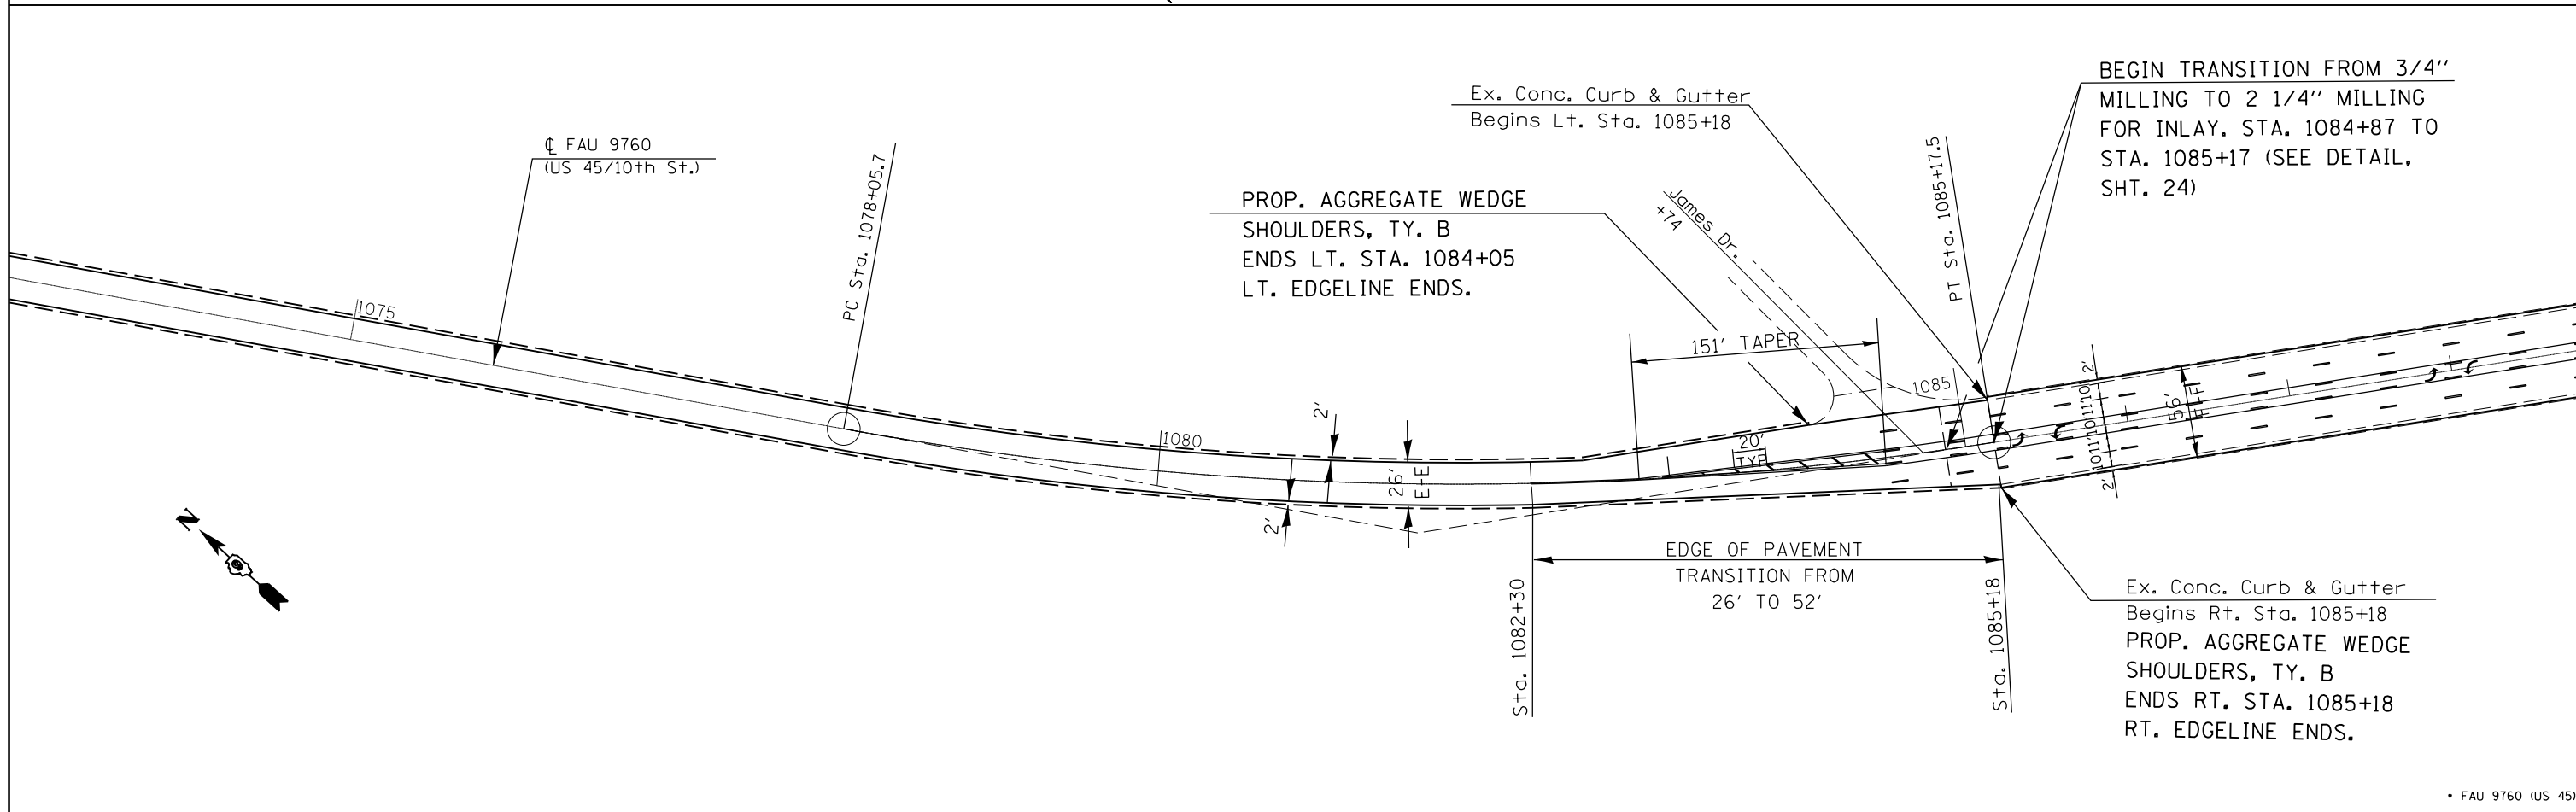 ℄ FAU 9760
(US 45/10th St.)
1075
PC Sta. 1078+05.7
1080
2'
2'
26'
E-E
PROP. AGGREGATE WEDGE
SHOULDERS, TY. B
ENDS LT. STA. 1084+05
LT. EDGELINE ENDS.
Ex. Conc. Curb & Gutter
Begins Lt. Sta. 1085+18
James Dr.
+74
151' TAPER
20'
TYP.
1085
PT Sta. 1085+17.5
BEGIN TRANSITION FROM 3/4''
MILLING TO 2 1/4'' MILLING
FOR INLAY. STA. 1084+87 TO
STA. 1085+17 (SEE DETAIL,
SHT. 24)
2' 10' 11' 10' 11' 10' 2'
56'
F-F
N
Sta. 1082+30
EDGE OF PAVEMENT
TRANSITION FROM
26' TO 52'
Sta. 1085+18
Ex. Conc. Curb & Gutter
Begins Rt. Sta. 1085+18
PROP. AGGREGATE WEDGE
SHOULDERS, TY. B
ENDS RT. STA. 1085+18
RT. EDGELINE ENDS.
• FAU 9760 (US 45)